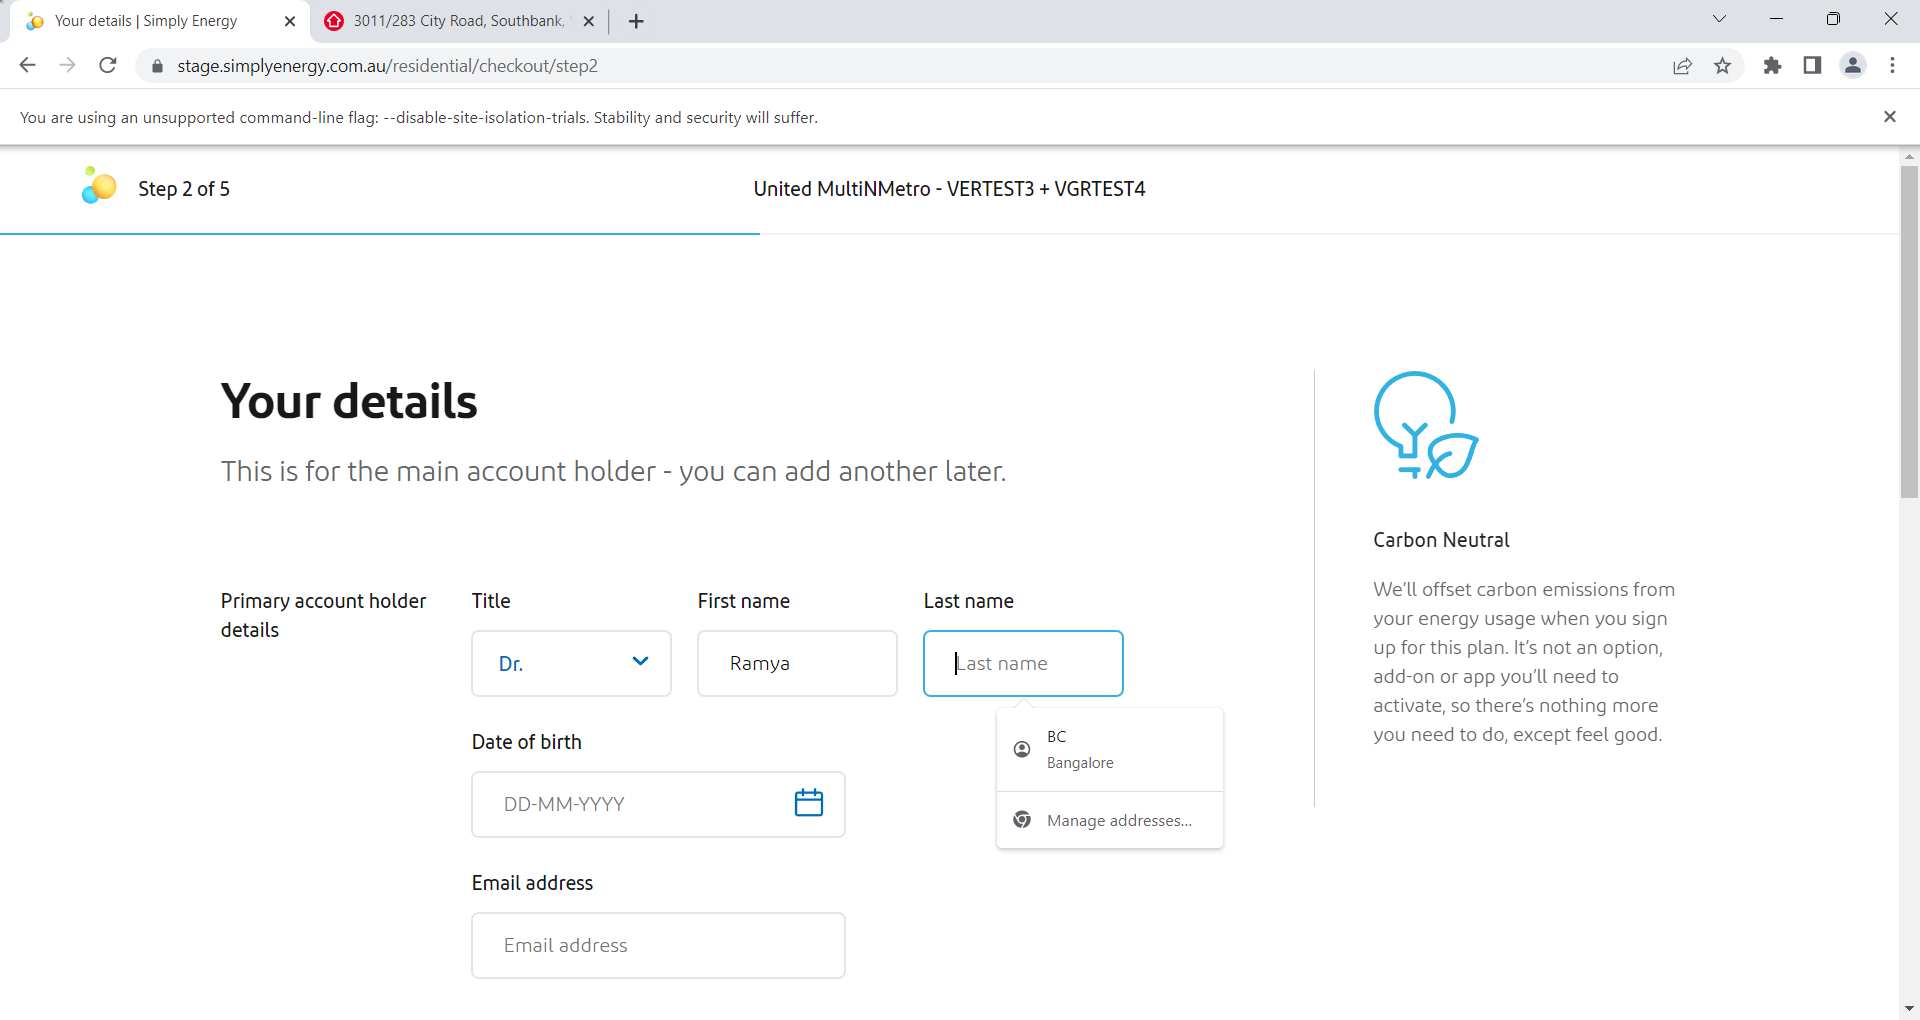 Your details | Simply Energy
3011/283 City Road, Southbank,
stage.simplyenergy.com.au/residential/checkout/step2
You are using an unsupported command-line flag: --disable-site-isolation-trials. Stability and security will suffer.
Step 2 of 5
United MultiNMetro - VERTEST3 + VGRTEST4
Your details
This is for the main account holder - you can add another later.
Primary account holder
details
Title
First name
Last name
Dr.
Ramya
Last name
BC
Bangalore
Manage addresses...
Date of birth
DD-MM-YYYY
Email address
Email address
Carbon Neutral
We'll offset carbon emissions from
your energy usage when you sign
up for this plan. It's not an option,
add-on or app you'll need to
activate, so there's nothing more
you need to do, except feel good.